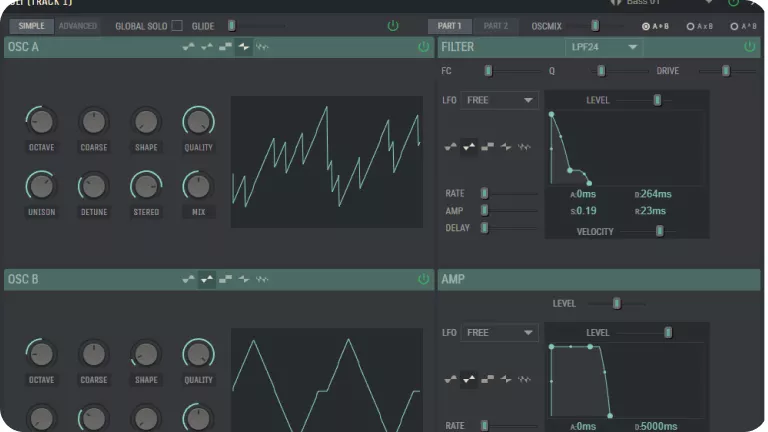 (TRACK 1)
Bass 01
SIMPLE ADVANCED GLOBAL SOLO GLIDE
PART 1 PART 2 OSCMIX A+B AxB A*B
OSC A
FILTER LPF24
FC Q DRIVE
LFO FREE LEVEL
OCTAVE COARSE SHAPE QUALITY
UNISON DETUNE STEREO MIX
RATE
AMP
DELAY
A:0ms D:264ms
S:0.19 R:23ms
VELOCITY
OSC B
AMP
LEVEL
LFO FREE LEVEL
OCTAVE COARSE SHAPE QUALITY
RATE
A:0ms D:5000ms